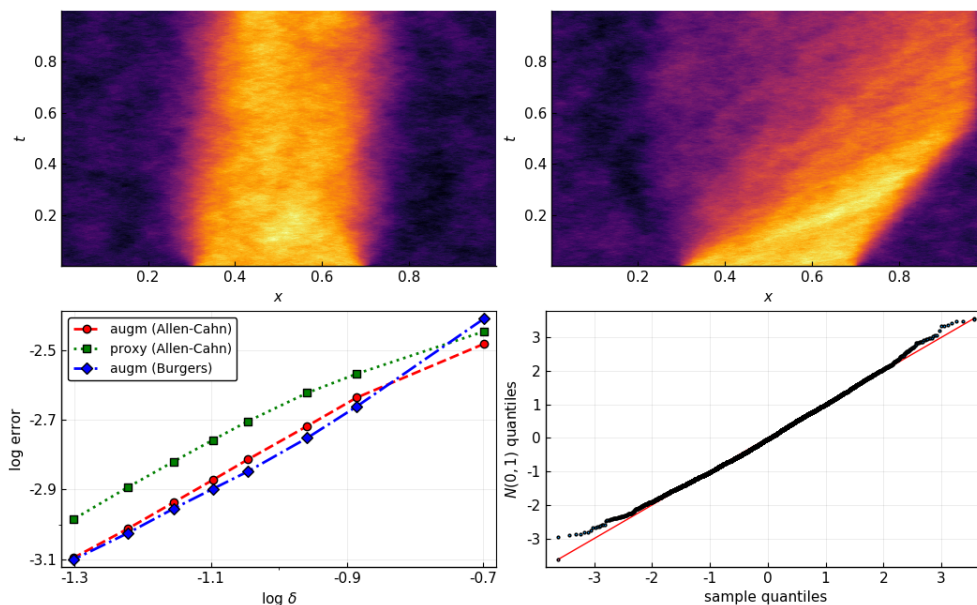 t
0.8
0.6
0.4
0.2
0.2 0.4 0.6 0.8
x
t
0.8
0.6
0.4
0.2
0.2 0.4 0.6 0.8
x
augm (Allen-Cahn)
proxy (Allen-Cahn)
augm (Burgers)
log error
-2.5
-2.7
-2.9
-3.1
-1.3 -1.1 -0.9 -0.7
log δ
N(0, 1) quantiles
3
2
1
0
-1
-2
-3
-3 -2 -1 0 1 2 3
sample quantiles